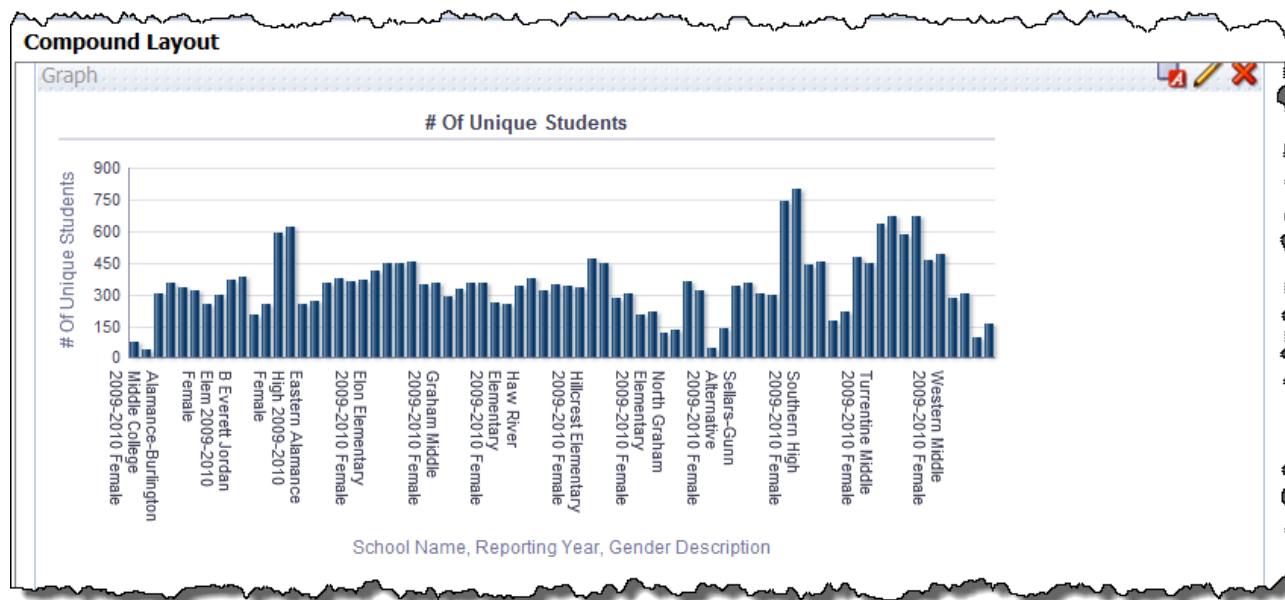 Compound Layout
Graph
# Of Unique Students
# Of Unique Students
900
750
600
450
300
150
0
Alamance-Burlington
Middle College
2009-2010 Female
B Everett Jordan
Elem 2009-2010
Female
Eastern Alamance
High 2009-2010
Female
Elon Elementary
2009-2010 Female
Graham Middle
2009-2010 Female
Haw River
Elementary
2009-2010 Female
Hillcrest Elementary
2009-2010 Female
North Graham
Elementary
2009-2010 Female
Sellars-Gunn
Alternative
2009-2010 Female
Southern High
2009-2010 Female
Turrentine Middle
2009-2010 Female
Western Middle
2009-2010 Female
School Name, Reporting Year, Gender Description